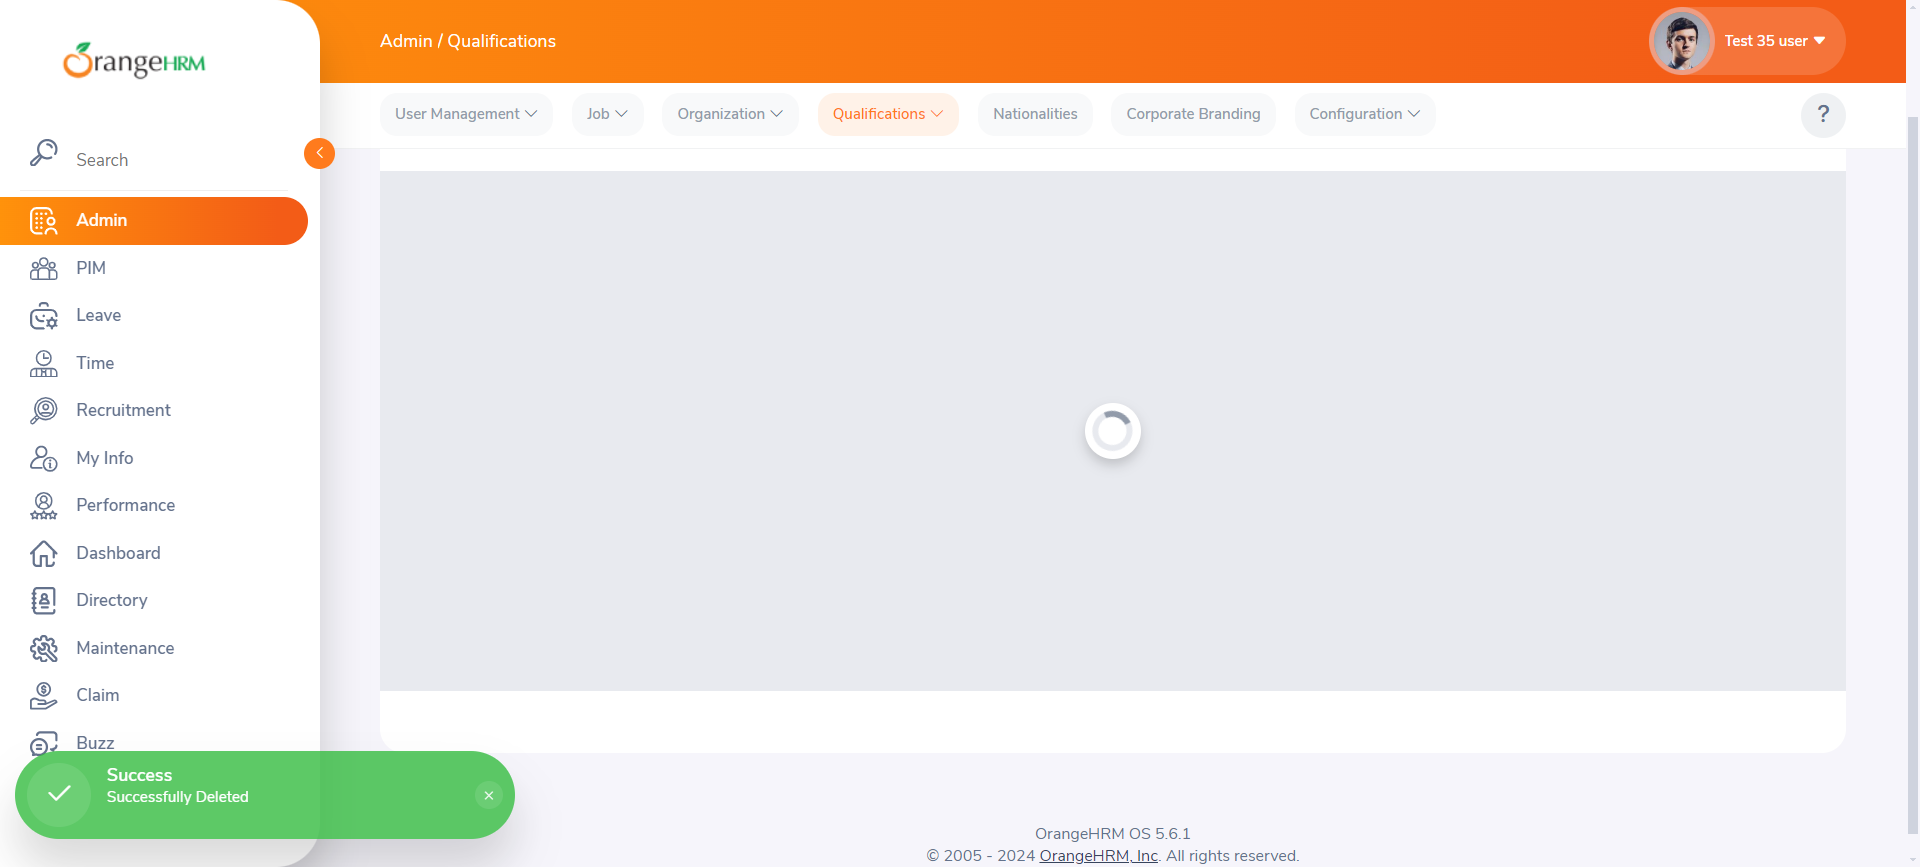 OrangeHRM
Admin / Qualifications
Test 35 user
User Management
Job
Organization
Qualifications
Nationalities
Corporate Branding
Configuration
?
Search
Admin
PIM
Leave
Time
Recruitment
My Info
Performance
Dashboard
Directory
Maintenance
Claim
Buzz
Success
Successfully Deleted
OrangeHRM OS 5.6.1
© 2005 - 2024 OrangeHRM, Inc. All rights reserved.